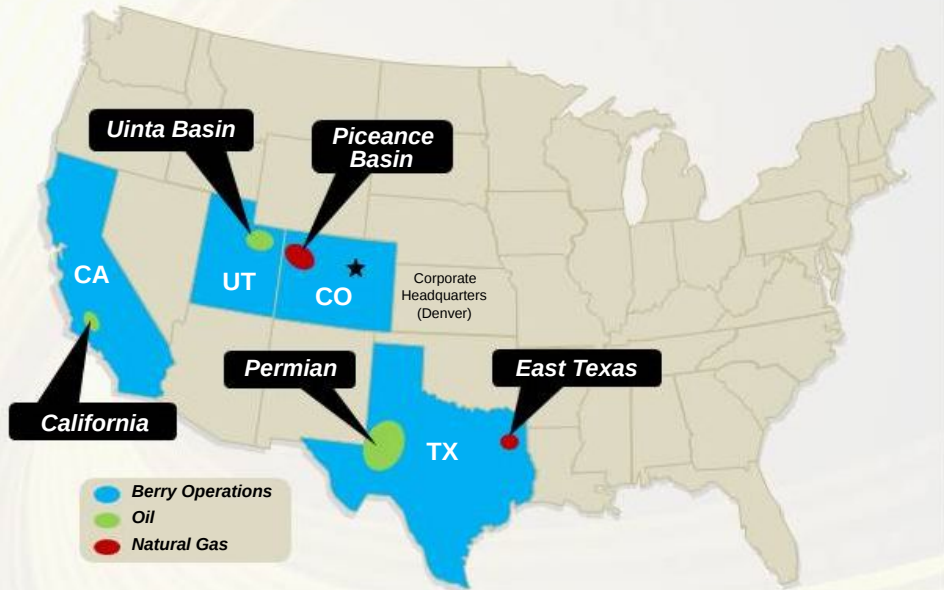 Uinta Basin
Piceance
Basin
CA
UT
CO
Corporate
Headquarters
(Denver)
Permian
East Texas
California
TX
Berry Operations
Oil
Natural Gas